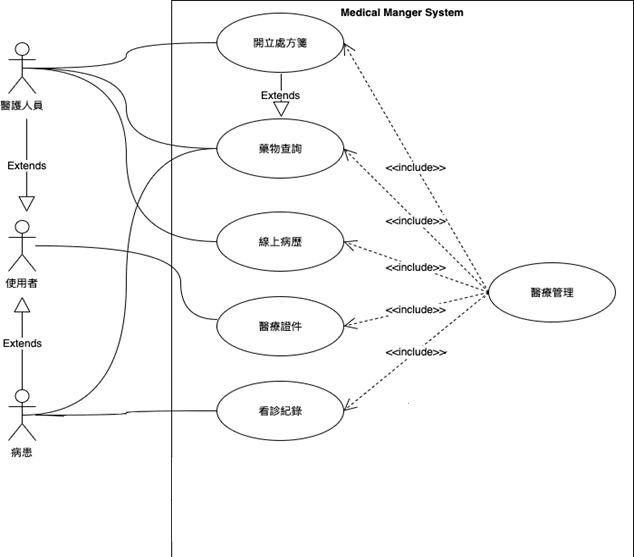 Medical Manger System
開立處方箋
醫護人員
Extends
Extends
藥物查詢
<<include>>
Extends
<<include>>
線上病歷
<<include>>
使用者
醫療管理
<<include>>
醫療證件
Extends
<<include>>
看診紀錄
病患